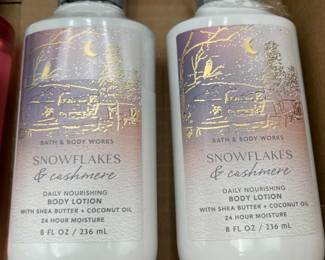 BATH & BODY WORKS
SNOWFLAKES
& cashmere
DAILY NOURISHING
BODY LOTION
WITH SHEA BUTTER + COCONUT OIL
24 HOUR MOISTURE
8 FL OZ / 236 mL
BATH & BODY WORKS
SNOWFLAKES
& cashmere
DAILY NOURISHING
BODY LOTION
WITH SHEA BUTTER + COCONUT OIL
24 HOUR MOISTURE
8 FL OZ / 236 mL